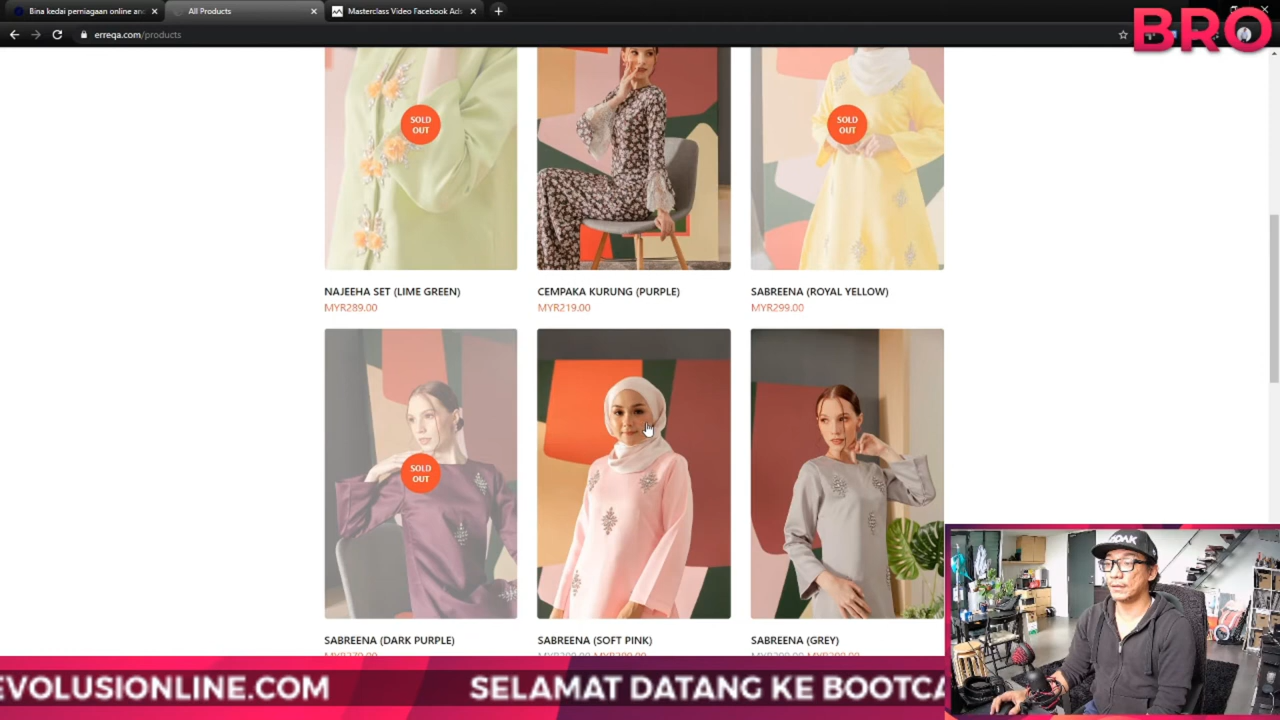 Bina kedai perniagaan online an
All Products
Masterclass Video Facebook Ads
erreqa.com/products
BRO
SOLD OUT
SOLD OUT
NAJEEHA SET (LIME GREEN)
MYR289.00
CEMPAKA KURUNG (PURPLE)
MYR219.00
SABREENA (ROYAL YELLOW)
MYR299.00
SOLD OUT
SABREENA (DARK PURPLE)
SABREENA (SOFT PINK)
SABREENA (GREY)
EVOLUSIONLINE.COM
SELAMAT DATANG KE BOOTCA